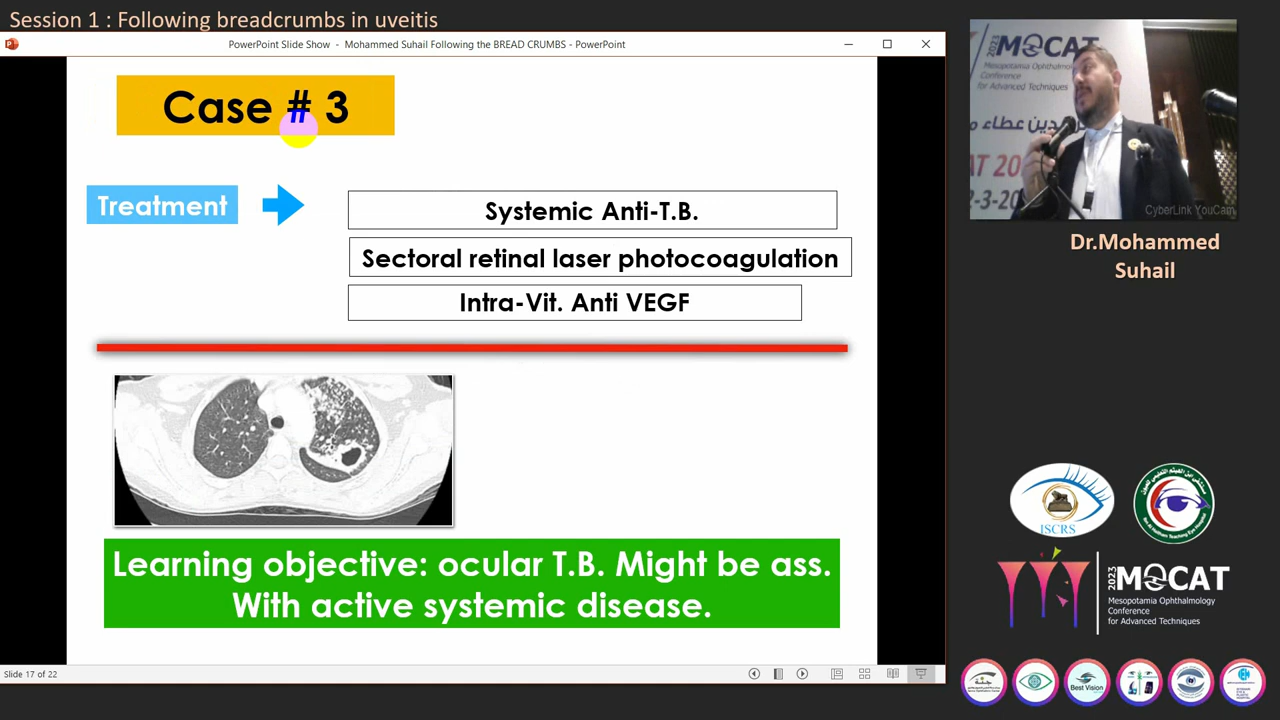 Session 1 : Following breadcrumbs in uveitis
PowerPoint Slide Show - Mohammed Suhail Following the BREAD CRUMBS - PowerPoint
Case # 3
Treatment
Systemic Anti-T.B.
Sectoral retinal laser photocoagulation
Intra-Vit. Anti VEGF
Learning objective: ocular T.B. Might be ass.
With active systemic disease.
Slide 17 of 22
2023 MOCAT
Mesopotamia Ophthalmol
Conference
for Advanced Techniques
CyberLink YouCam
Dr.Mohammed
Suhail
ISCRS
2023 MOCAT
Mesopotamia Ophthalmology
Conference
for Advanced Techniques
Best Vision